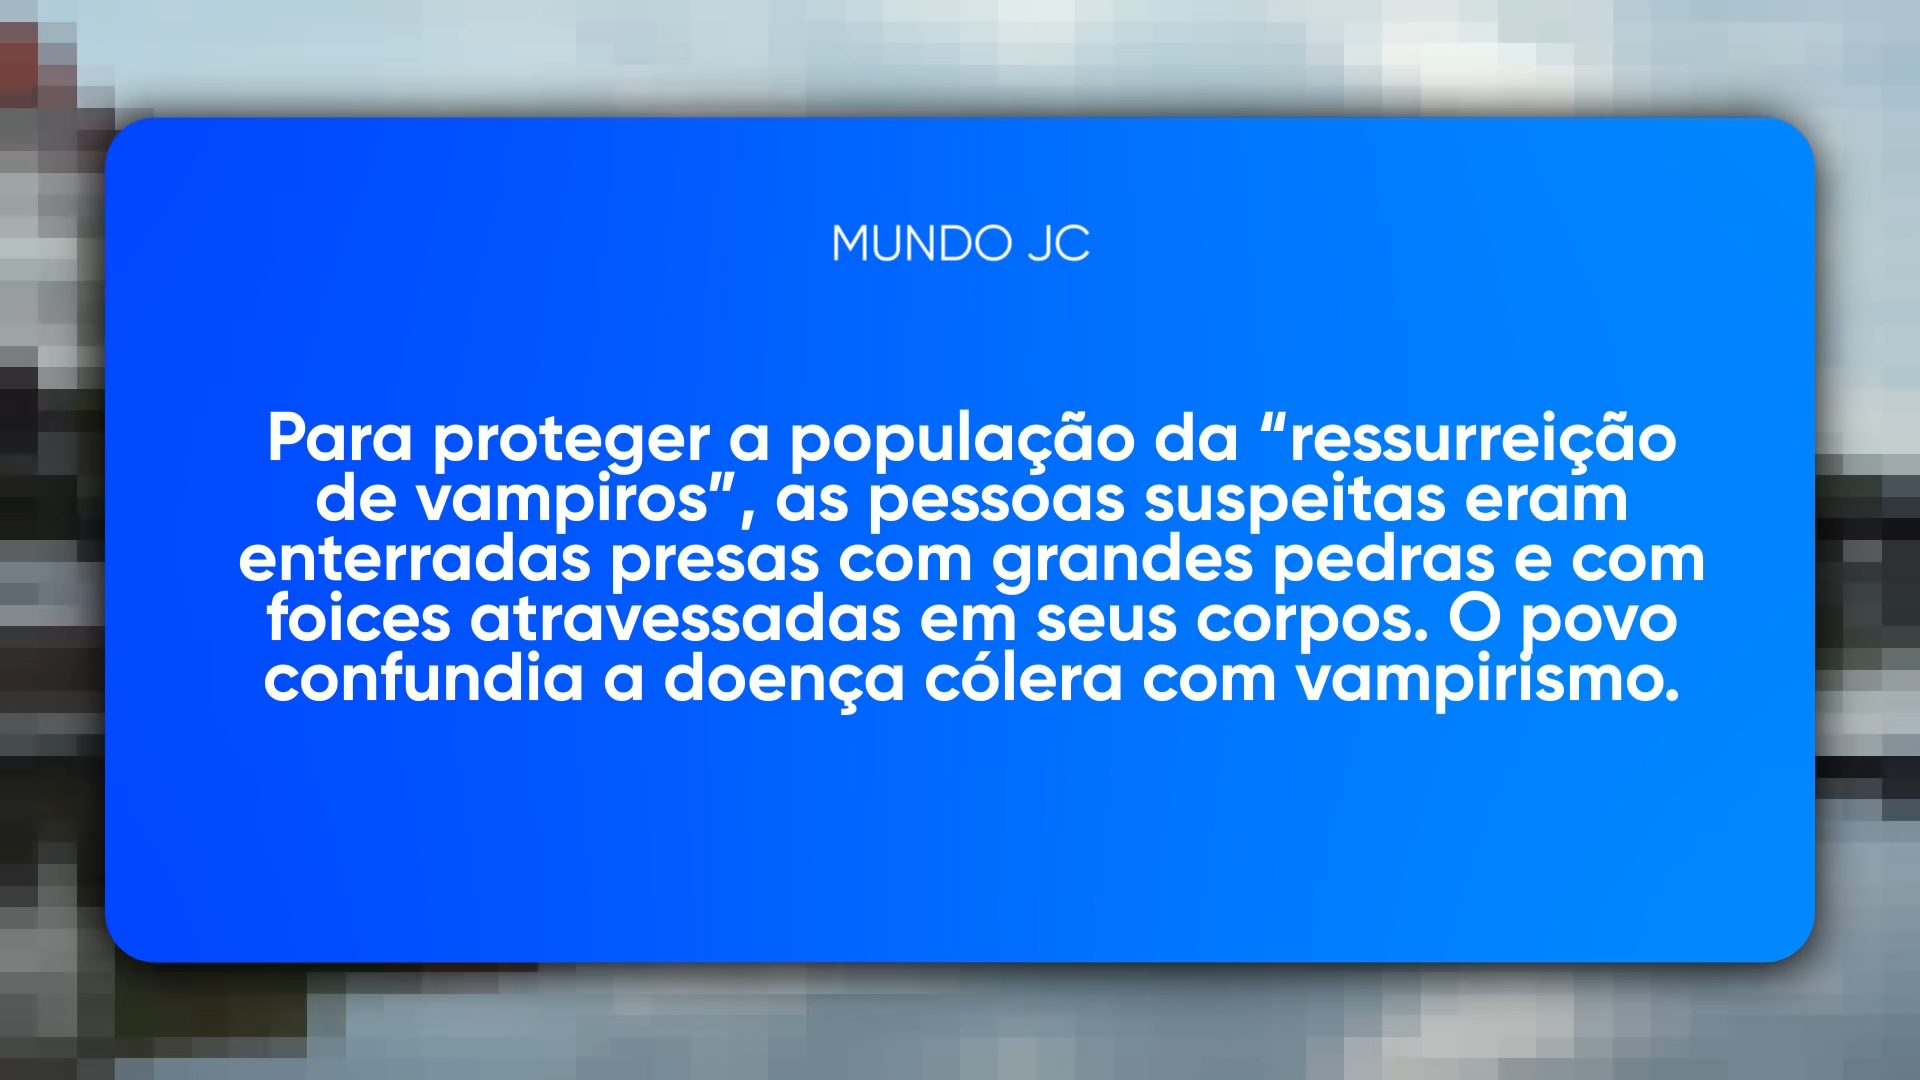 MUNDO JC
Para proteger a população da “ressurreição
de vampiros”, as pessoas suspeitas eram
enterradas presas com grandes pedras e com
foices atravessadas em seus corpos. O povo
confundia a doença cólera com vampirismo.